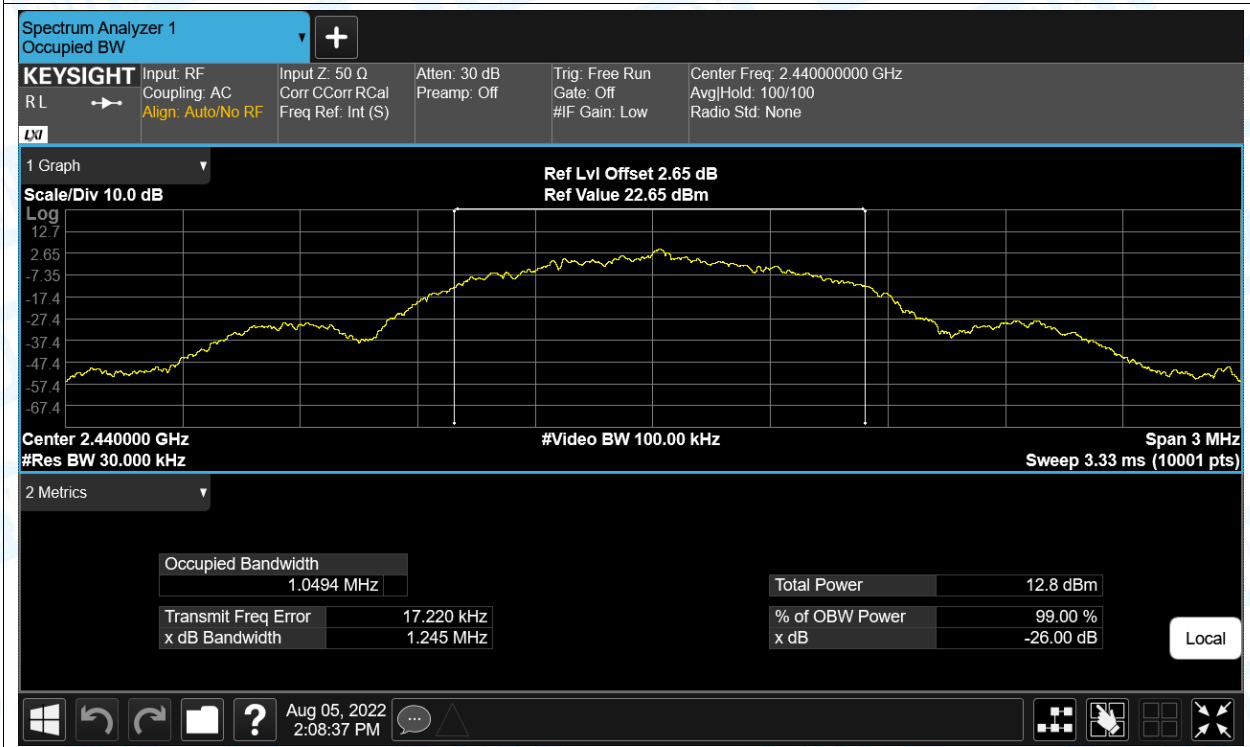 Spectrum Analyzer 1
Occupied BW
KEYSIGHT
R L
LXI
Input: RF
Coupling: AC
Align: Auto/No RF
Input Z: 50 Ω
Corr CCorr RCal
Freq Ref: Int (S)
Atten: 30 dB
Preamp: Off
Trig: Free Run
Gate: Off
#IF Gain: Low
Center Freq: 2.440000000 GHz
Avg|Hold: 100/100
Radio Std: None
1 Graph
Scale/Div 10.0 dB
Ref Lvl Offset 2.65 dB
Ref Value 22.65 dBm
Log
12.7
2.65
-7.35
-17.4
-27.4
-37.4
-47.4
-57.4
-67.4
Center 2.440000 GHz
#Res BW 30.000 kHz
#Video BW 100.00 kHz
Span 3 MHz
Sweep 3.33 ms (10001 pts)
2 Metrics
Occupied Bandwidth
1.0494 MHz
Transmit Freq Error 17.220 kHz
x dB Bandwidth 1.245 MHz
Total Power 12.8 dBm
% of OBW Power 99.00 %
x dB -26.00 dB
Local
?
Aug 05, 2022
2:08:37 PM